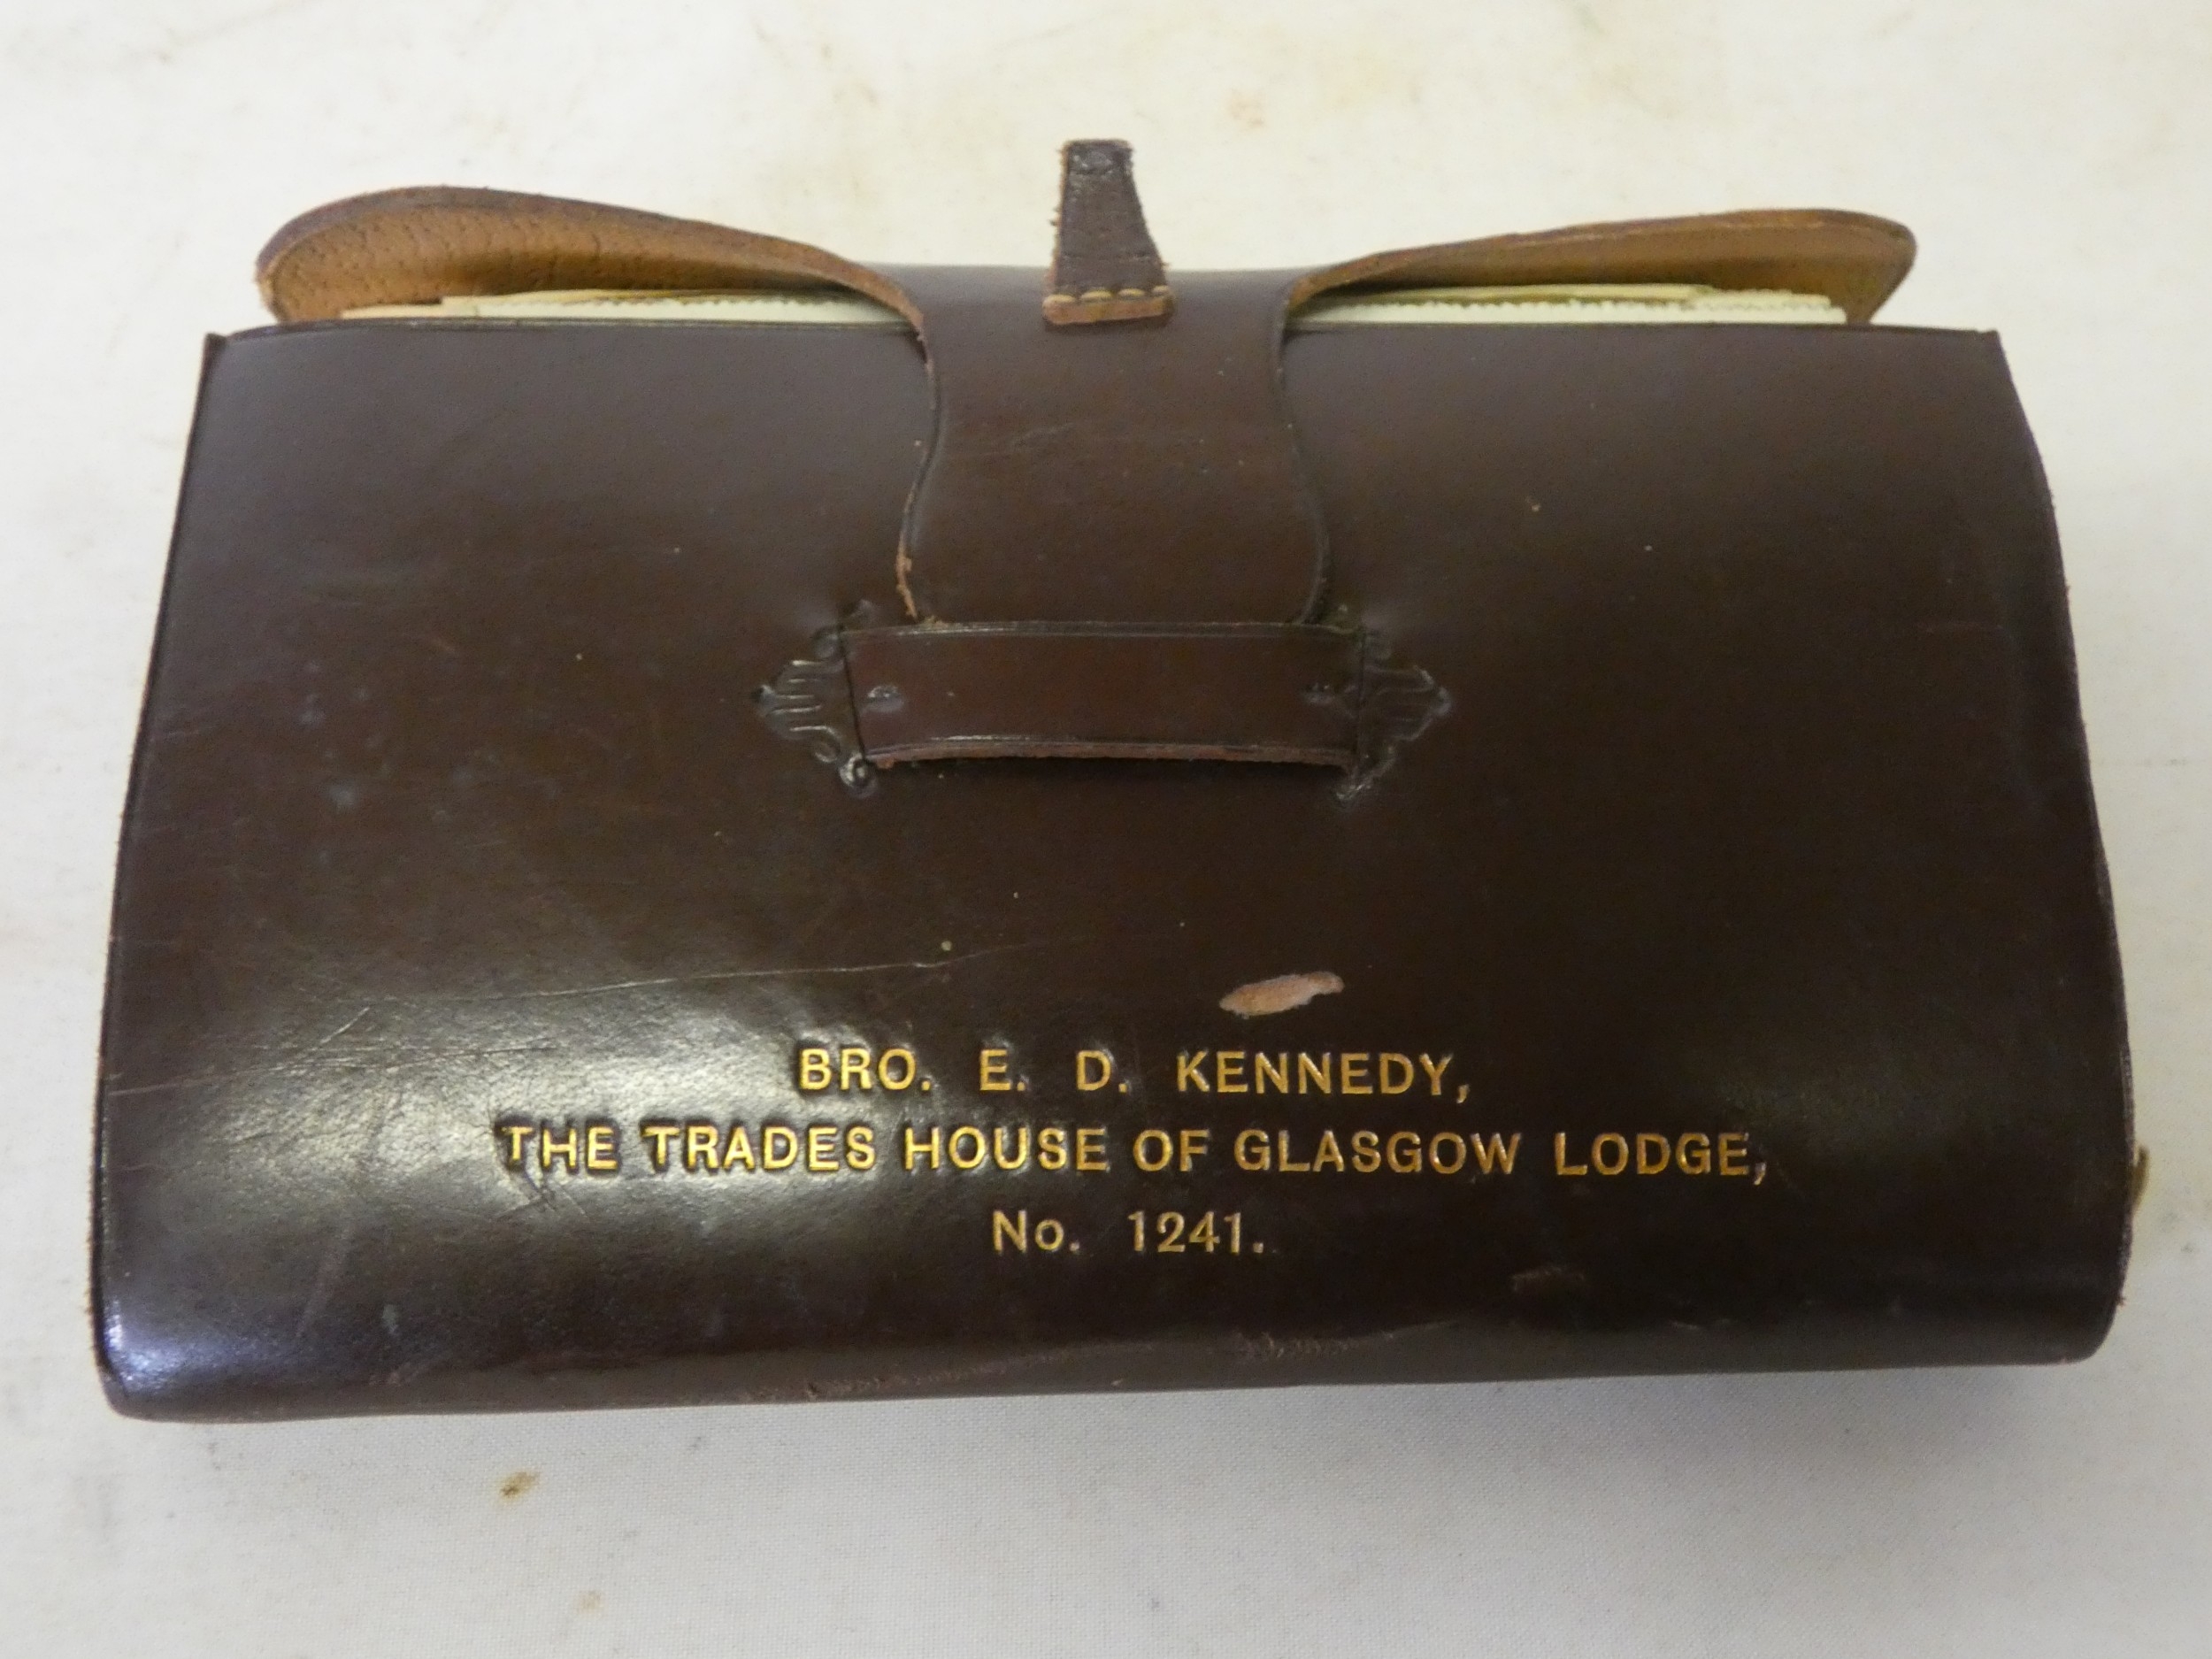 BRO. E. D. KENNEDY,
THE TRADES HOUSE OF GLASGOW LODGE,
No. 1241.